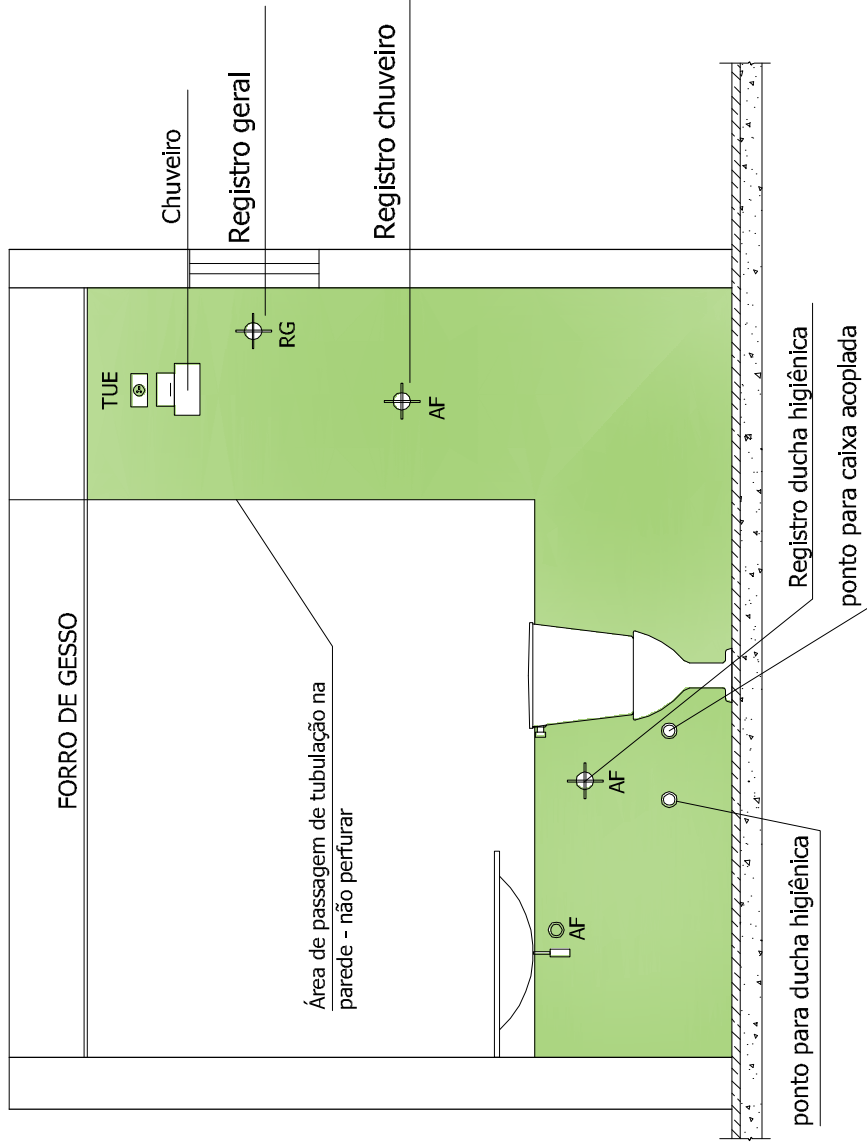 FORRO DE GESSO
TUE
Chuveiro
Registro geral
RG
Registro chuveiro
AF
Área de passagem de tubulação na
parede - não perfurar
AF
AF
Registro ducha higiênica
ponto para caixa acoplada
ponto para ducha higiênica